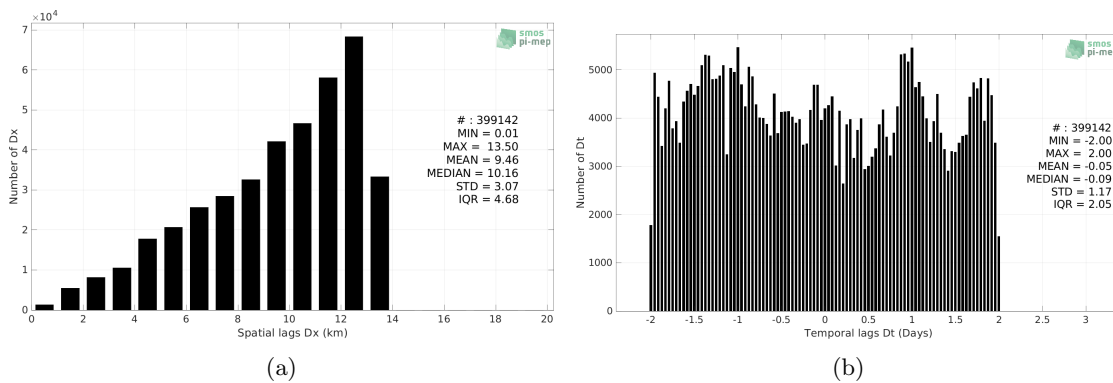 ×10⁴
7
6
5
4
3
2
1
0
0 2 4 6 8 10 12 14 16 18 20
Number of Dx
Spatial lags Dx (km)
smos
pi-mep
# : 399142
MIN = 0.01
MAX = 13.50
MEAN = 9.46
MEDIAN = 10.16
STD = 3.07
IQR = 4.68
(a)
5000
4000
3000
2000
1000
0
-2 -1.5 -1 -0.5 0 0.5 1 1.5 2 2.5 3
Number of Dt
Temporal lags Dt (Days)
smos
pi-me
# : 399142
MIN = -2.00
MAX = 2.00
MEAN = -0.05
MEDIAN = -0.09
STD = 1.17
IQR = 2.05
(b)